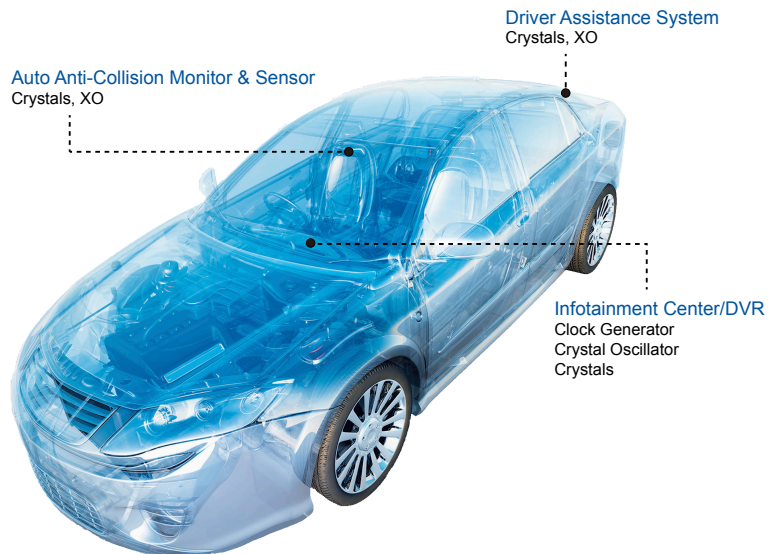 Driver Assistance System
Crystals, XO
Auto Anti-Collision Monitor & Sensor
Crystals, XO
Infotainment Center/DVR
Clock Generator
Crystal Oscillator
Crystals